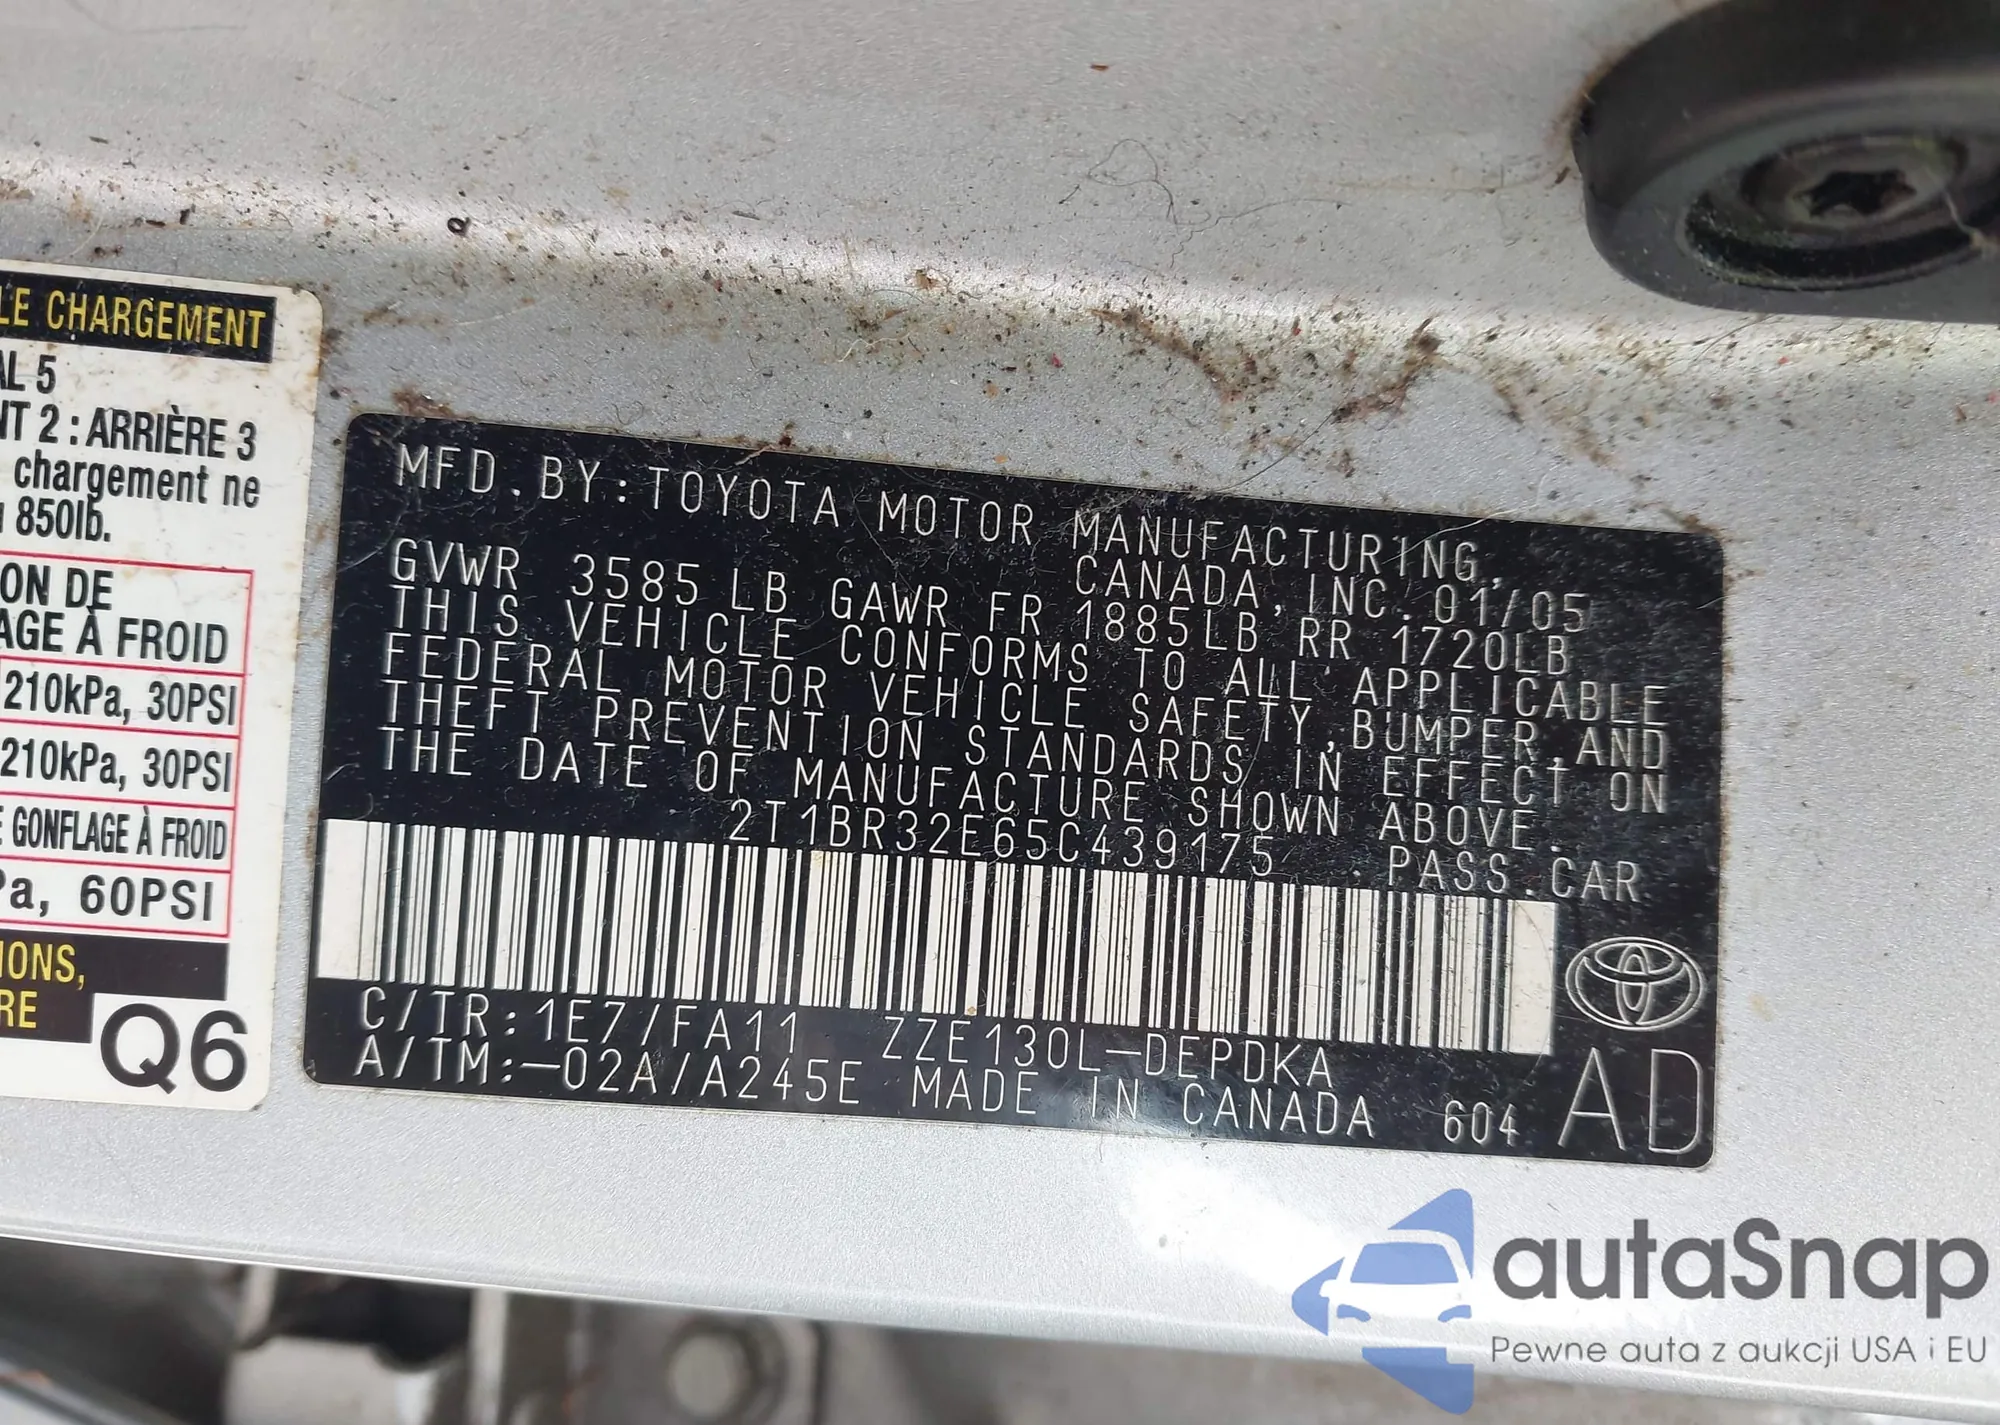 LE CHARGEMENT
AL 5
NT 2 : ARRIÈRE 3
chargement ne
850lb.
ON DE
AGE À FROID
210kPa, 30PSI
210kPa, 30PSI
E GONFLAGE À FROID
Pa, 60PSI
IONS,
RE
Q6
MFD. BY: TOYOTA MOTOR MANUFACTURING,
CANADA, INC. 01/05
GVWR 3585 LB GAWR FR 1885LB RR 1720LB
THIS VEHICLE CONFORMS TO ALL APPLICABLE
FEDERAL MOTOR VEHICLE SAFETY, BUMPER, AND
THEFT PREVENTION STANDARDS IN EFFECT ON
THE DATE OF MANUFACTURE SHOWN ABOVE.
2T1BR32E65C439175 PASS. CAR
C/TR: 1E7/FA11 ZZE130L-DEPDKA
A/TM: -02A/A245E MADE IN CANADA 604
AD
autaSnap
Pewne auta z aukcji USA i EU